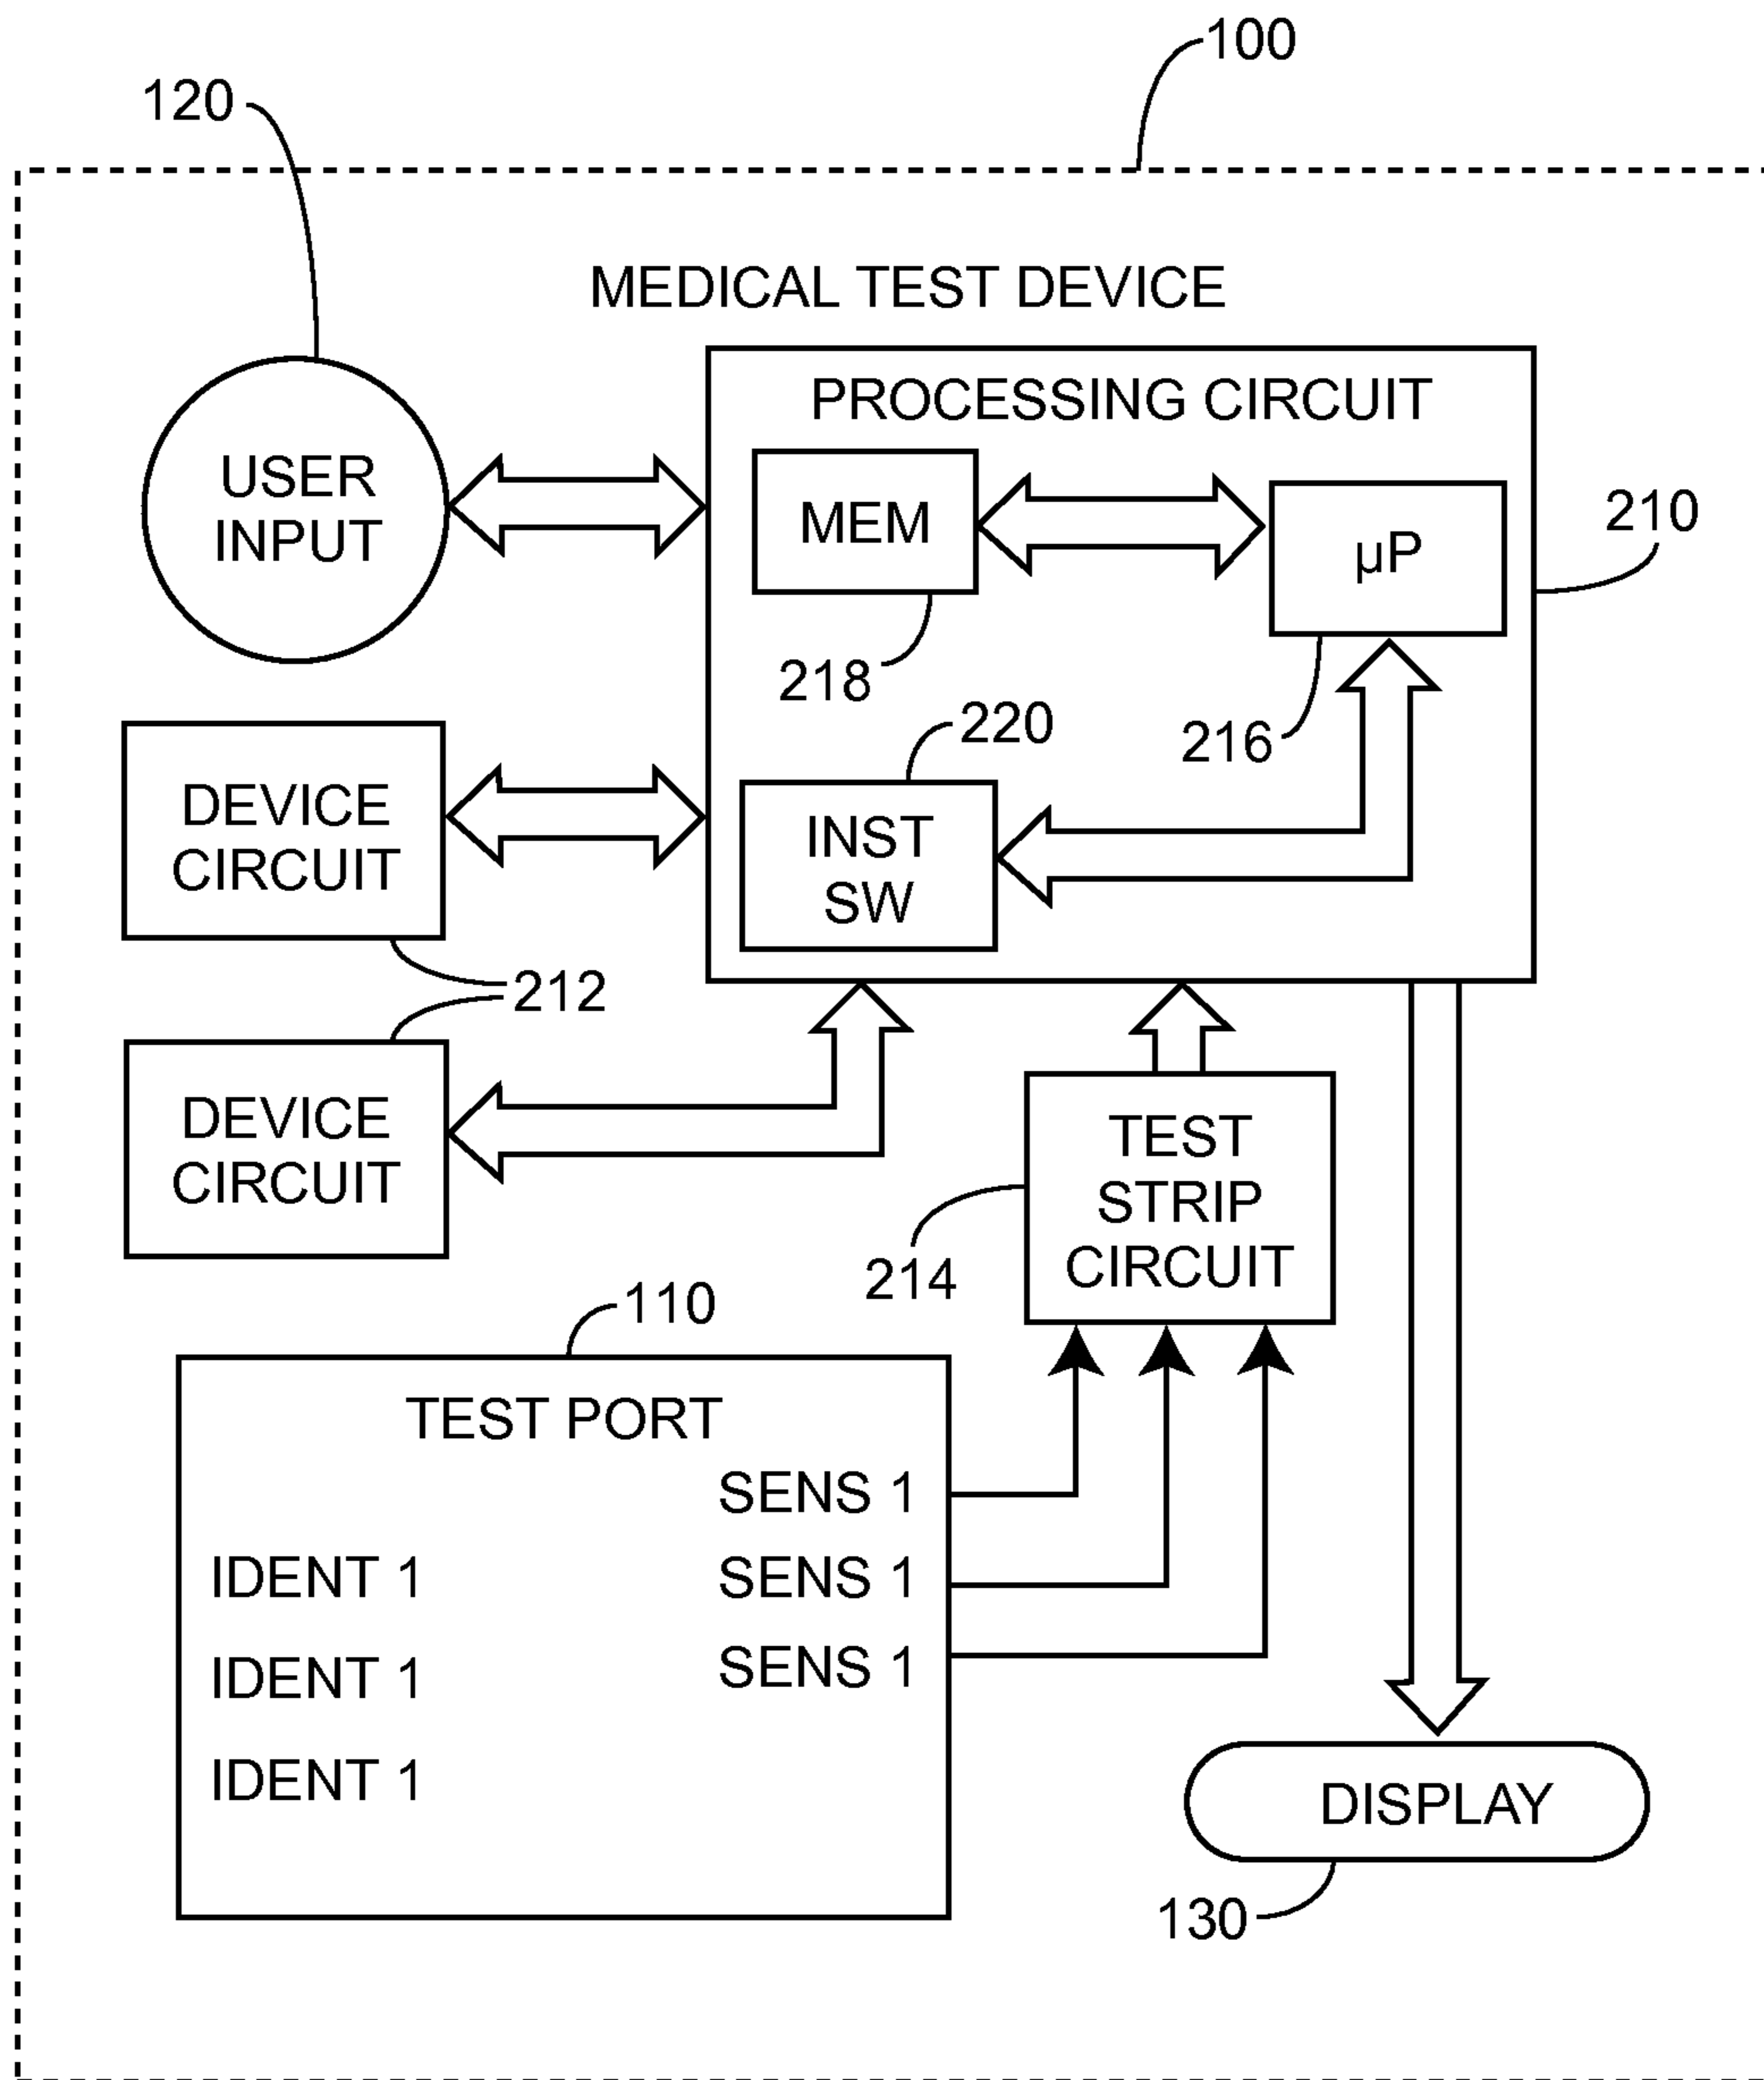 100
120
MEDICAL TEST DEVICE
PROCESSING CIRCUIT
USER
INPUT
MEM
µP
210
218
216
220
DEVICE
CIRCUIT
INST
SW
212
DEVICE
CIRCUIT
TEST
STRIP
CIRCUIT
214
110
TEST PORT
SENS 1
IDENT 1
SENS 1
IDENT 1
SENS 1
IDENT 1
DISPLAY
130